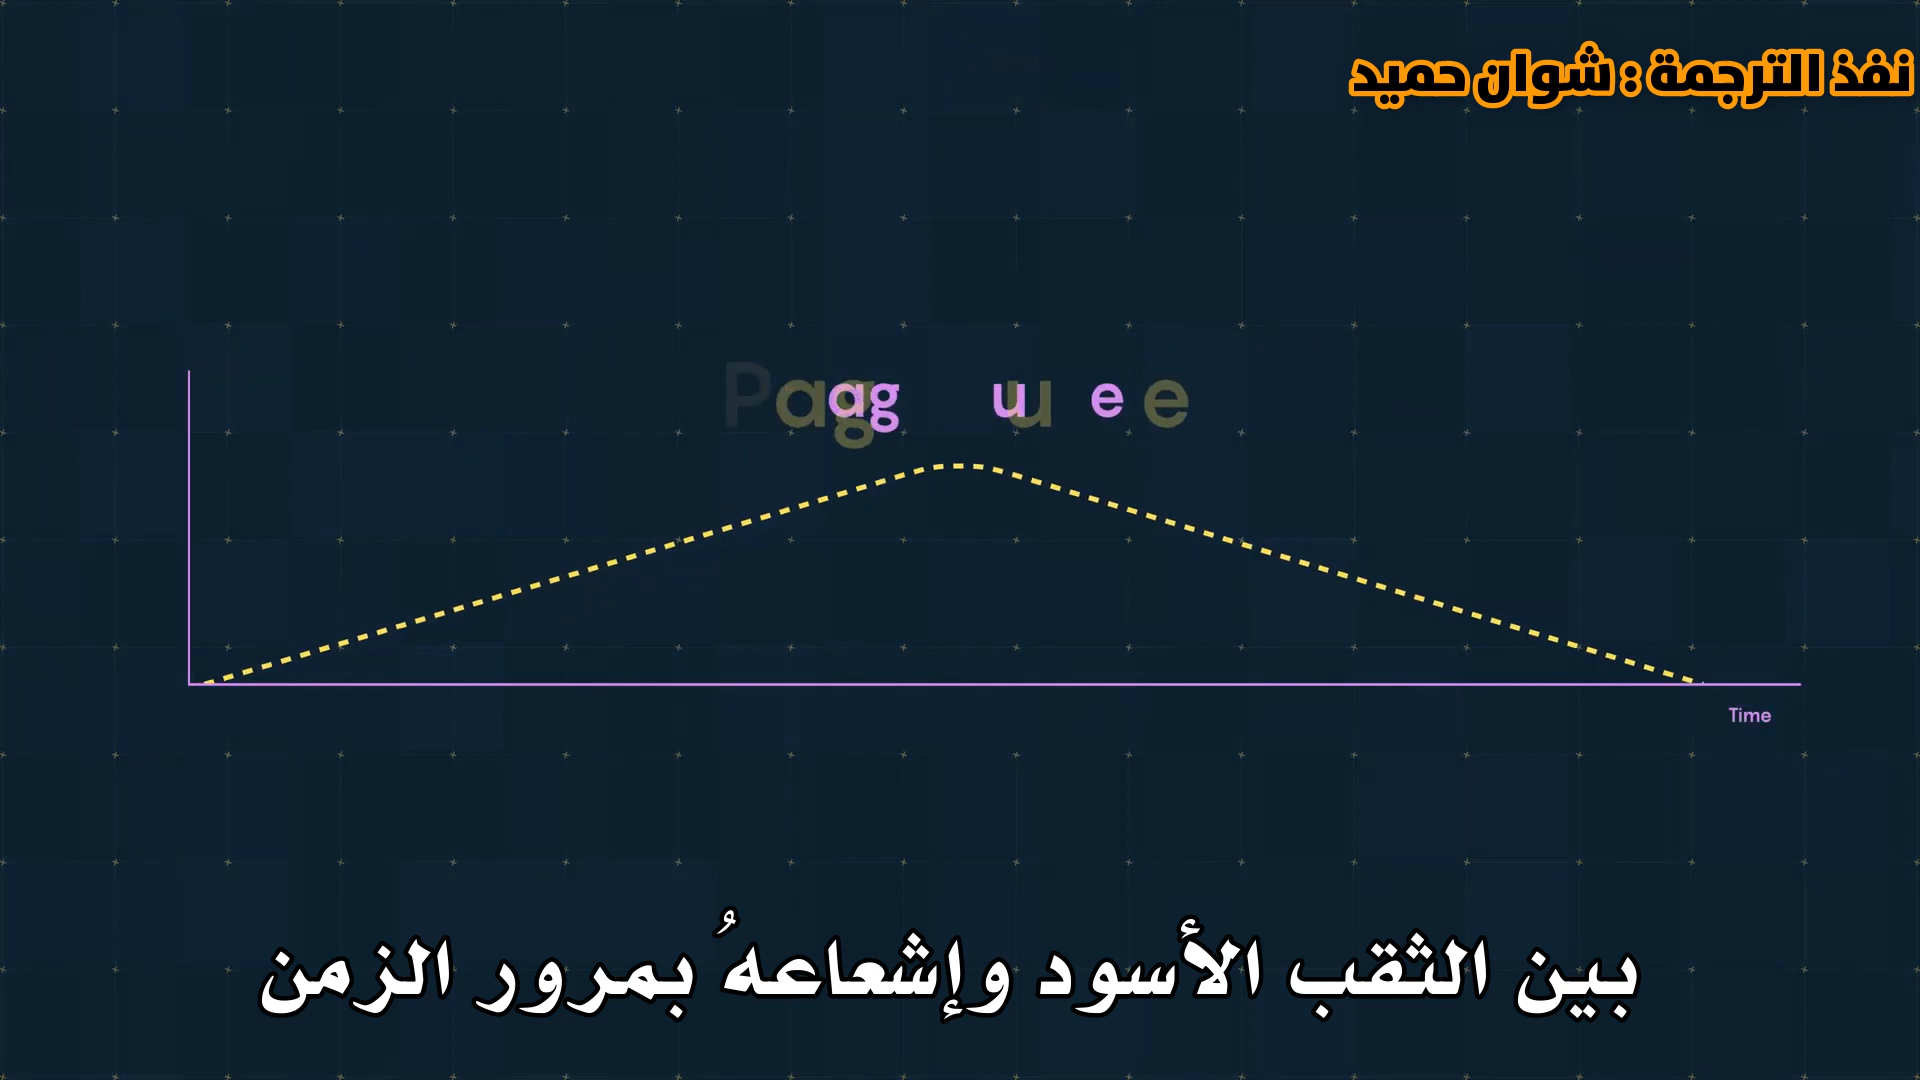 نفذ الترجمة : شوان حميد
Time
بين الثقب الأسود وإشعاعهُ بمرور الزمن